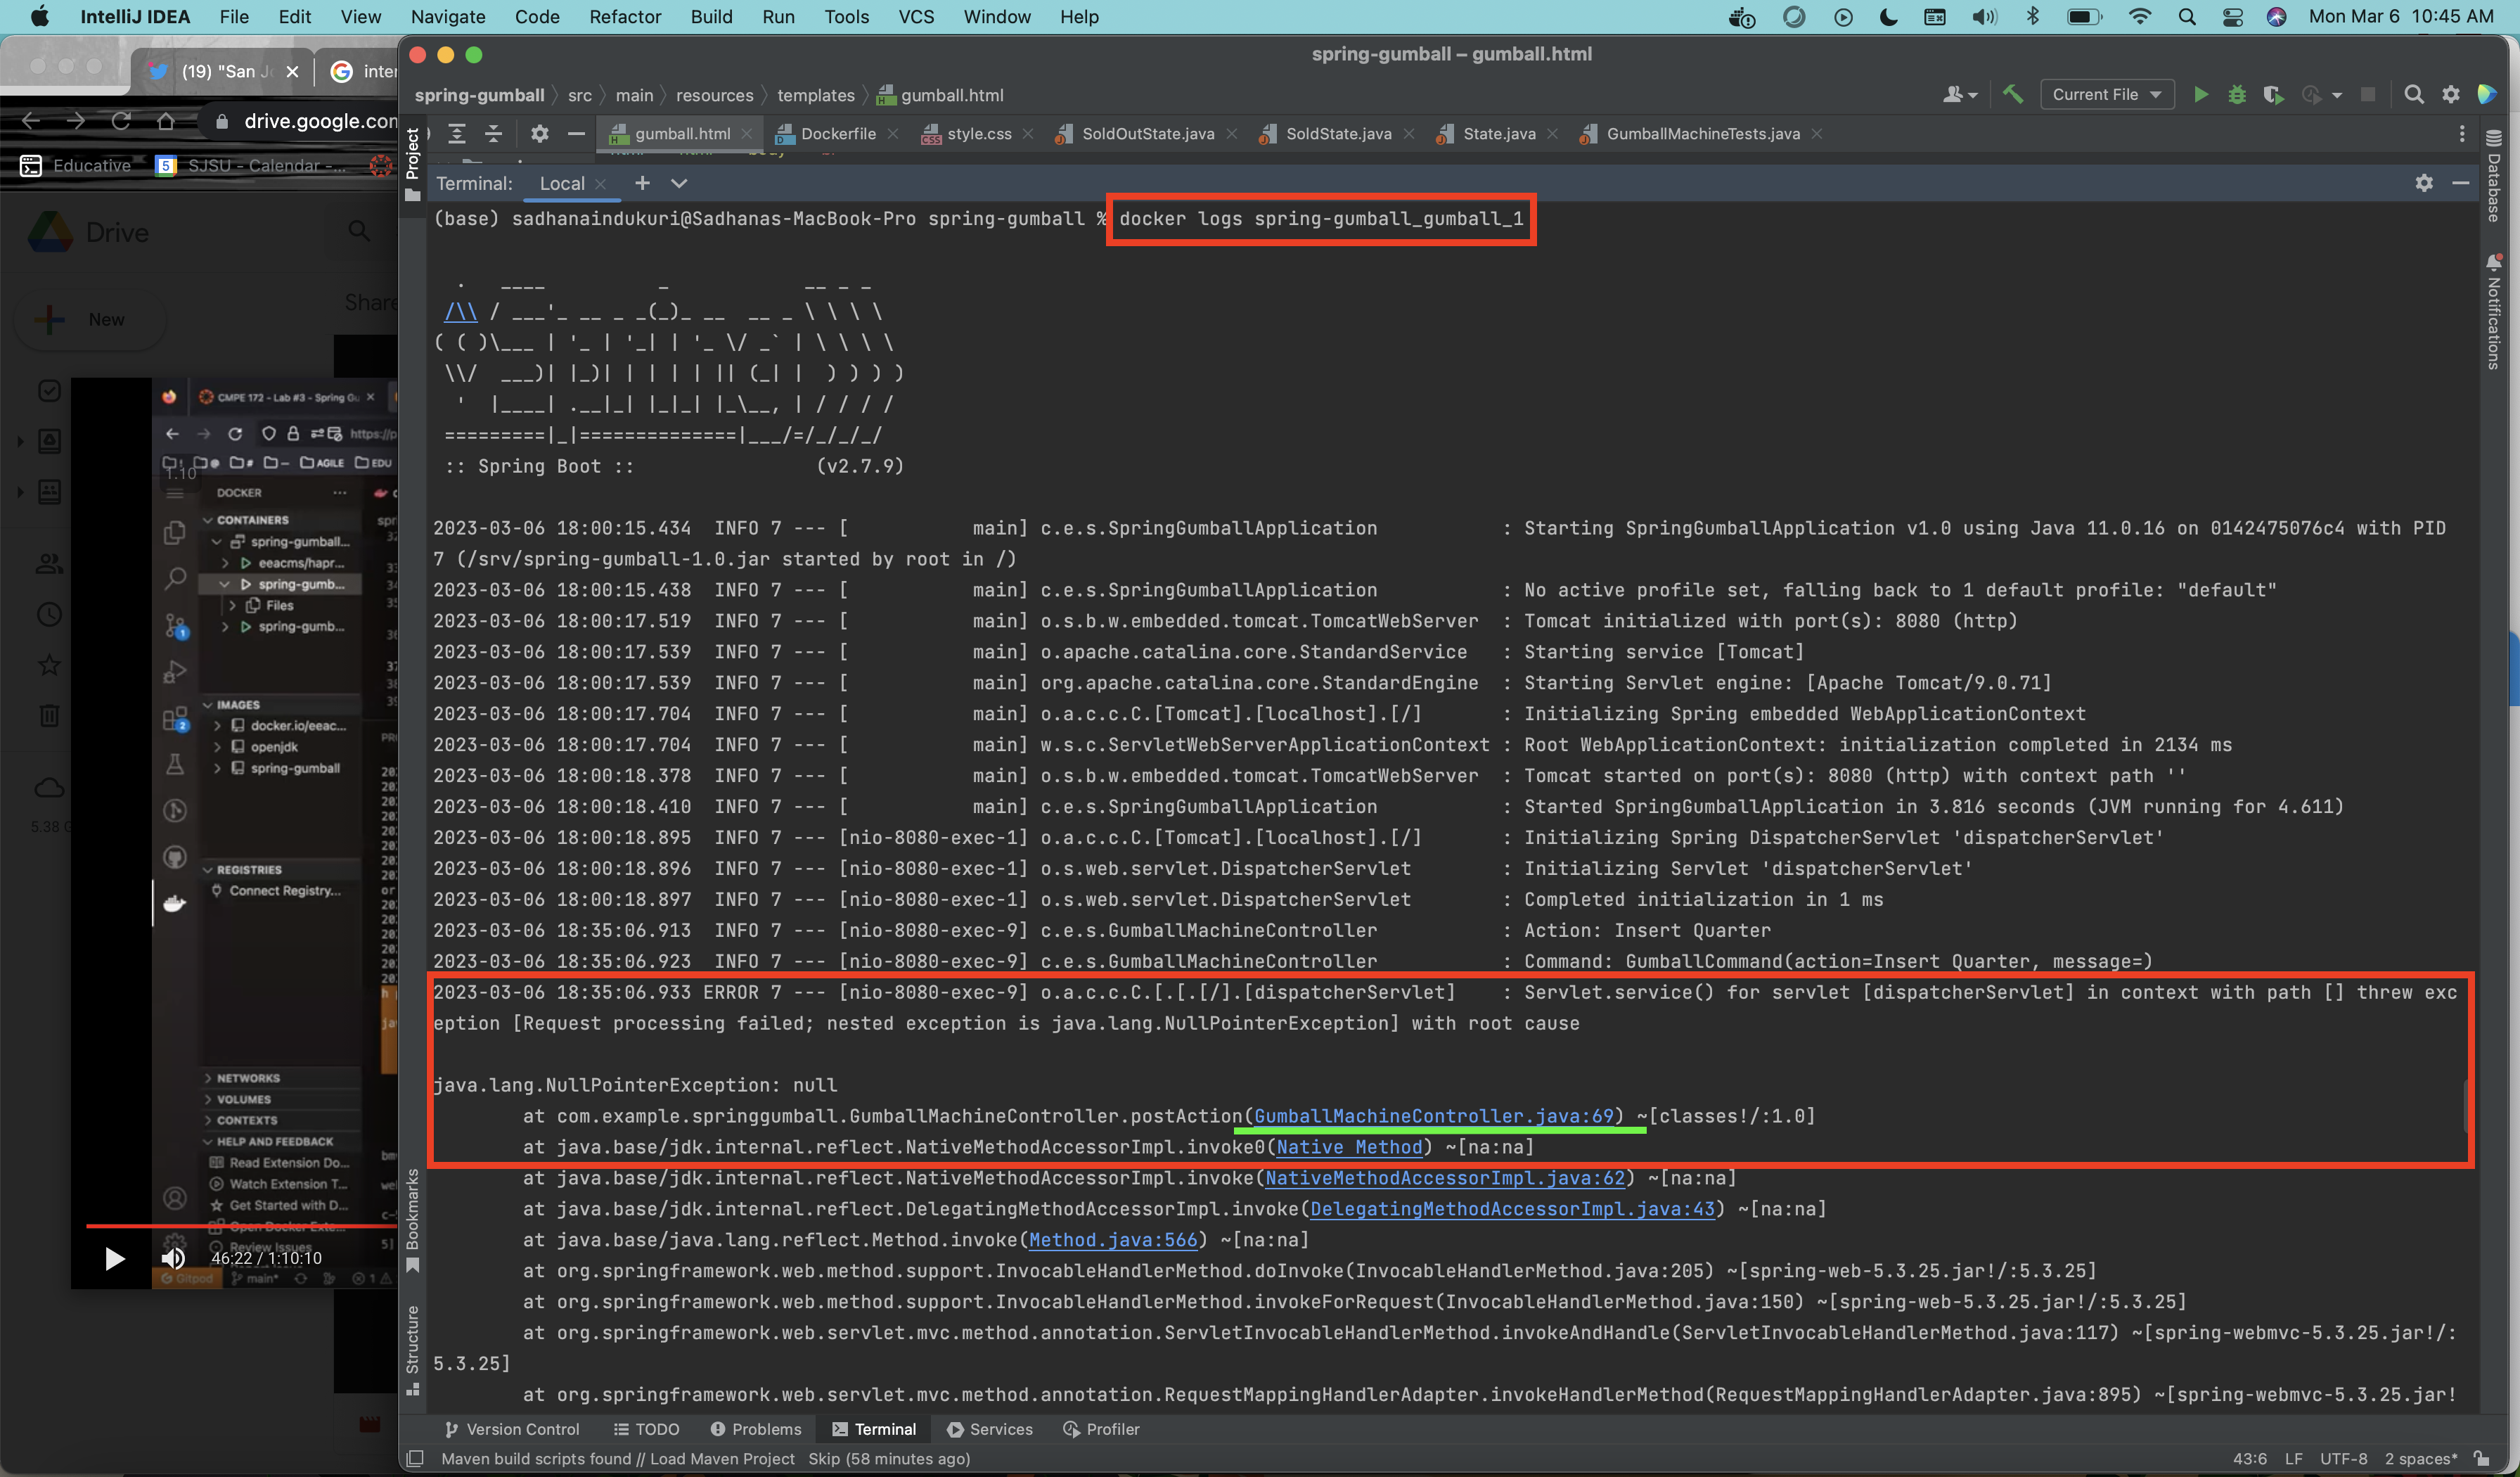 IntelliJ IDEA File Edit View Navigate Code Refactor Build Run Tools VCS Window Help Mon Mar 6 10:45 AM
spring-gumball – gumball.html
(19) "San Jo
inter
spring-gumball src main resources templates gumball.html Current File
drive.google.com
gumball.html Dockerfile style.css SoldOutState.java SoldState.java State.java GumballMachineTests.java
Educative SJSU - Calendar -...
Terminal: Local
(base) sadhanaindukuri@Sadhanas-MacBook-Pro spring-gumball % docker logs spring-gumball_gumball_1
Drive
New
Share
  .   ____          _            __ _ _
 /\\ / ___'_ __ _ _(_)_ __  __ _ \ \ \ \
( ( )\___ | '_ | '_| | '_ \/ _` | \ \ \ \
 \\/  ___)| |_)| | | | | || (_| |  ) ) ) )
  '  |____| .__|_| |_|_| |_\__, | / / / /
 =========|_|==============|___/=/_/_/_/
 :: Spring Boot ::                (v2.7.9)
2023-03-06 18:00:15.434  INFO 7 --- [           main] c.e.s.SpringGumballApplication           : Starting SpringGumballApplication v1.0 using Java 11.0.16 on 0142475076c4 with PID
7 (/srv/spring-gumball-1.0.jar started by root in /)
2023-03-06 18:00:15.438  INFO 7 --- [           main] c.e.s.SpringGumballApplication           : No active profile set, falling back to 1 default profile: "default"
2023-03-06 18:00:17.519  INFO 7 --- [           main] o.s.b.w.embedded.tomcat.TomcatWebServer  : Tomcat initialized with port(s): 8080 (http)
2023-03-06 18:00:17.539  INFO 7 --- [           main] o.apache.catalina.core.StandardService   : Starting service [Tomcat]
2023-03-06 18:00:17.539  INFO 7 --- [           main] org.apache.catalina.core.StandardEngine  : Starting Servlet engine: [Apache Tomcat/9.0.71]
2023-03-06 18:00:17.704  INFO 7 --- [           main] o.a.c.c.C.[Tomcat].[localhost].[/]       : Initializing Spring embedded WebApplicationContext
2023-03-06 18:00:17.704  INFO 7 --- [           main] w.s.c.ServletWebServerApplicationContext : Root WebApplicationContext: initialization completed in 2134 ms
2023-03-06 18:00:18.378  INFO 7 --- [           main] o.s.b.w.embedded.tomcat.TomcatWebServer  : Tomcat started on port(s): 8080 (http) with context path ''
2023-03-06 18:00:18.410  INFO 7 --- [           main] c.e.s.SpringGumballApplication           : Started SpringGumballApplication in 3.816 seconds (JVM running for 4.611)
2023-03-06 18:00:18.895  INFO 7 --- [nio-8080-exec-1] o.a.c.c.C.[Tomcat].[localhost].[/]       : Initializing Spring DispatcherServlet 'dispatcherServlet'
2023-03-06 18:00:18.896  INFO 7 --- [nio-8080-exec-1] o.s.web.servlet.DispatcherServlet        : Initializing Servlet 'dispatcherServlet'
2023-03-06 18:00:18.897  INFO 7 --- [nio-8080-exec-1] o.s.web.servlet.DispatcherServlet        : Completed initialization in 1 ms
2023-03-06 18:35:06.913  INFO 7 --- [nio-8080-exec-9] c.e.s.GumballMachineController           : Action: Insert Quarter
2023-03-06 18:35:06.923  INFO 7 --- [nio-8080-exec-9] c.e.s.GumballMachineController           : Command: GumballCommand(action=Insert Quarter, message=)
2023-03-06 18:35:06.933 ERROR 7 --- [nio-8080-exec-9] o.a.c.c.C.[.[.[/].[dispatcherServlet]    : Servlet.service() for servlet [dispatcherServlet] in context with path [] threw exc
eption [Request processing failed; nested exception is java.lang.NullPointerException] with root cause
java.lang.NullPointerException: null
at com.example.springgumball.GumballMachineController.postAction(GumballMachineController.java:69) ~[classes!/:1.0]
at java.base/jdk.internal.reflect.NativeMethodAccessorImpl.invoke0(Native Method) ~[na:na]
at java.base/jdk.internal.reflect.NativeMethodAccessorImpl.invoke(NativeMethodAccessorImpl.java:62) ~[na:na]
at java.base/jdk.internal.reflect.DelegatingMethodAccessorImpl.invoke(DelegatingMethodAccessorImpl.java:43) ~[na:na]
at java.base/java.lang.reflect.Method.invoke(Method.java:566) ~[na:na]
at org.springframework.web.method.support.InvocableHandlerMethod.doInvoke(InvocableHandlerMethod.java:205) ~[spring-web-5.3.25.jar!/:5.3.25]
at org.springframework.web.method.support.InvocableHandlerMethod.invokeForRequest(InvocableHandlerMethod.java:150) ~[spring-web-5.3.25.jar!/:5.3.25]
at org.springframework.web.servlet.mvc.method.annotation.ServletInvocableHandlerMethod.invokeAndHandle(ServletInvocableHandlerMethod.java:117) ~[spring-webmvc-5.3.25.jar!/:
5.3.25]
at org.springframework.web.servlet.mvc.method.annotation.RequestMappingHandlerAdapter.invokeHandlerMethod(RequestMappingHandlerAdapter.java:895) ~[spring-webmvc-5.3.25.jar!
CMPE 172 - Lab #3 - Spring Gu
https://p
AGILE EDU
1.10
DOCKER
CONTAINERS
spring-gumball...
eeacms/hapr...
spring-gumb...
Files
spring-gumb...
IMAGES
docker.io/eeac...
openjdk
spring-gumball
5.38 G
REGISTRIES
Connect Registry...
NETWORKS
VOLUMES
CONTEXTS
HELP AND FEEDBACK
Read Extension Do...
Watch Extension T...
Get Started with D...
Open Docker Exte...
Review Issues
46:22 / 1:10:10
Gitpod main*
Project
Bookmarks
Structure
Database
Notifications
Version Control TODO Problems Terminal Services Profiler
Maven build scripts found // Load Maven Project Skip (58 minutes ago) 43:6 LF UTF-8 2 spaces*